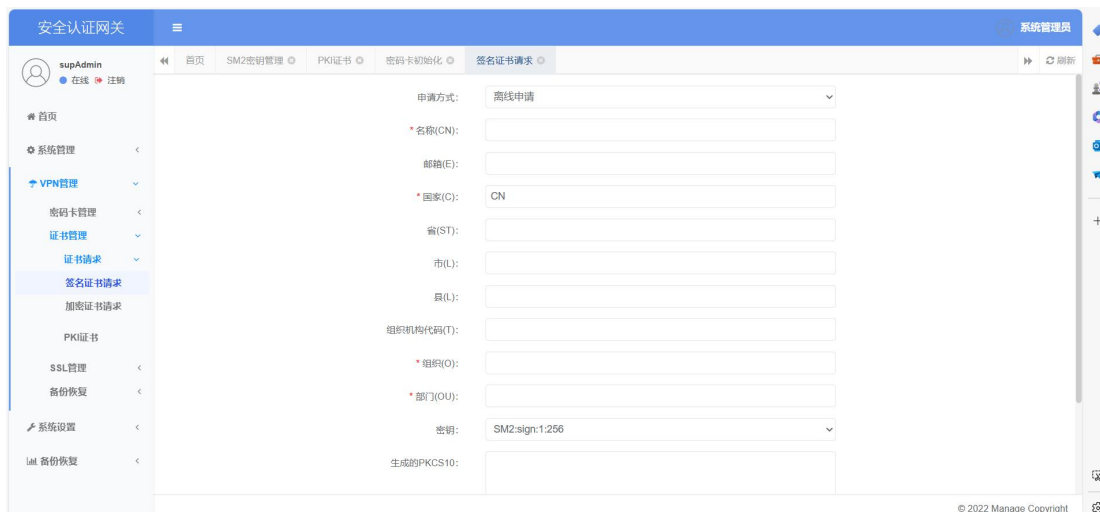 安全认证网关
系统管理员
supAdmin
在线 注销
首页 SM2密钥管理 PKI证书 密码卡初始化 签名证书请求 刷新
首页
系统管理
VPN管理
密码卡管理
证书管理
证书请求
签名证书请求
加密证书请求
PKI证书
SSL管理
备份恢复
系统设置
备份恢复
申请方式: 离线申请
* 名称(CN):
邮箱(E):
* 国家(C): CN
省(ST):
市(L):
县(L):
组织机构代码(T):
* 组织(O):
* 部门(OU):
密钥: SM2:sign:1:256
生成的PKCS10:
© 2022 Manage Copyright